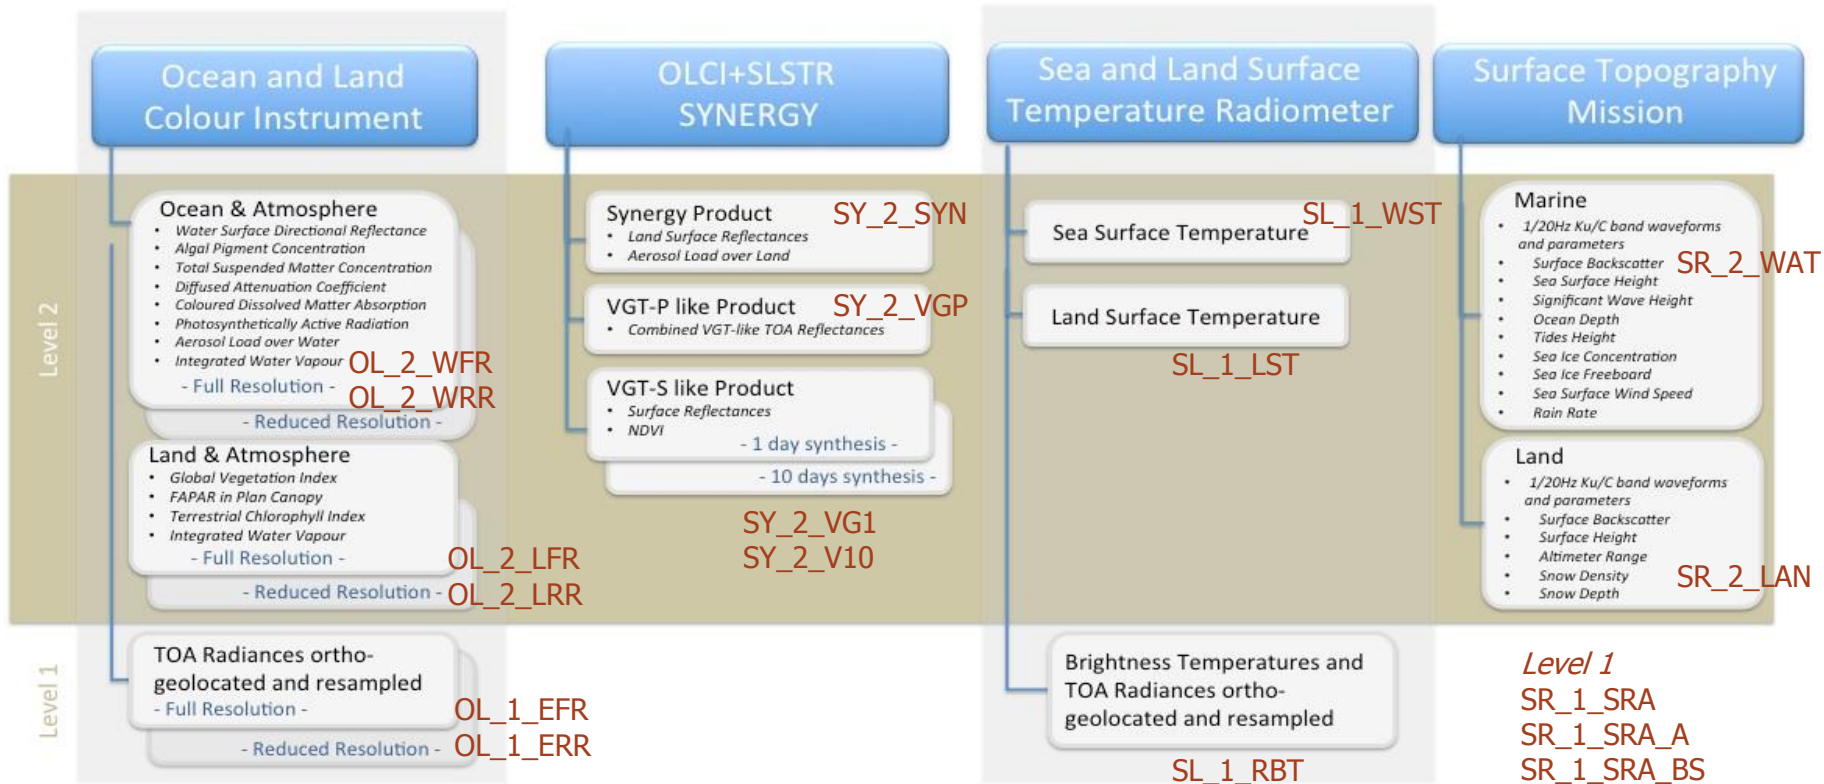 Ocean and Land
Colour Instrument
OLCI+SLSTR
SYNERGY
Sea and Land Surface
Temperature Radiometer
Surface Topography
Mission
Level 2
Ocean & Atmosphere
• Water Surface Directional Reflectance
• Algal Pigment Concentration
• Total Suspended Matter Concentration
• Diffused Attenuation Coefficient
• Coloured Dissolved Matter Absorption
• Photosynthetically Active Radiation
• Aerosol Load over Water
• Integrated Water Vapour
- Full Resolution -
OL_2_WFR
OL_2_WRR
- Reduced Resolution -
Land & Atmosphere
• Global Vegetation Index
• FAPAR in Plan Canopy
• Terrestrial Chlorophyll Index
• Integrated Water Vapour
- Full Resolution -
OL_2_LFR
- Reduced Resolution -
OL_2_LRR
Synergy Product
SY_2_SYN
• Land Surface Reflectances
• Aerosol Load over Land
VGT-P like Product
SY_2_VGP
• Combined VGT-like TOA Reflectances
VGT-S like Product
• Surface Reflectances
• NDVI
- 1 day synthesis -
- 10 days synthesis -
SY_2_VG1
SY_2_V10
Sea Surface Temperature
SL_1_WST
Land Surface Temperature
SL_1_LST
Marine
• 1/20Hz Ku/C band waveforms
and parameters
• Surface Backscatter
SR_2_WAT
• Sea Surface Height
• Significant Wave Height
• Ocean Depth
• Tides Height
• Sea Ice Concentration
• Sea Ice Freeboard
• Sea Surface Wind Speed
• Rain Rate
Land
• 1/20Hz Ku/C band waveforms
and parameters
• Surface Backscatter
• Surface Height
• Altimeter Range
• Snow Density
SR_2_LAN
• Snow Depth
Level 1
TOA Radiances ortho-
geolocated and resampled
- Full Resolution -
OL_1_EFR
- Reduced Resolution -
OL_1_ERR
Brightness Temperatures and
TOA Radiances ortho-
geolocated and resampled
SL_1_RBT
Level 1
SR_1_SRA
SR_1_SRA_A
SR_1_SRA_BS